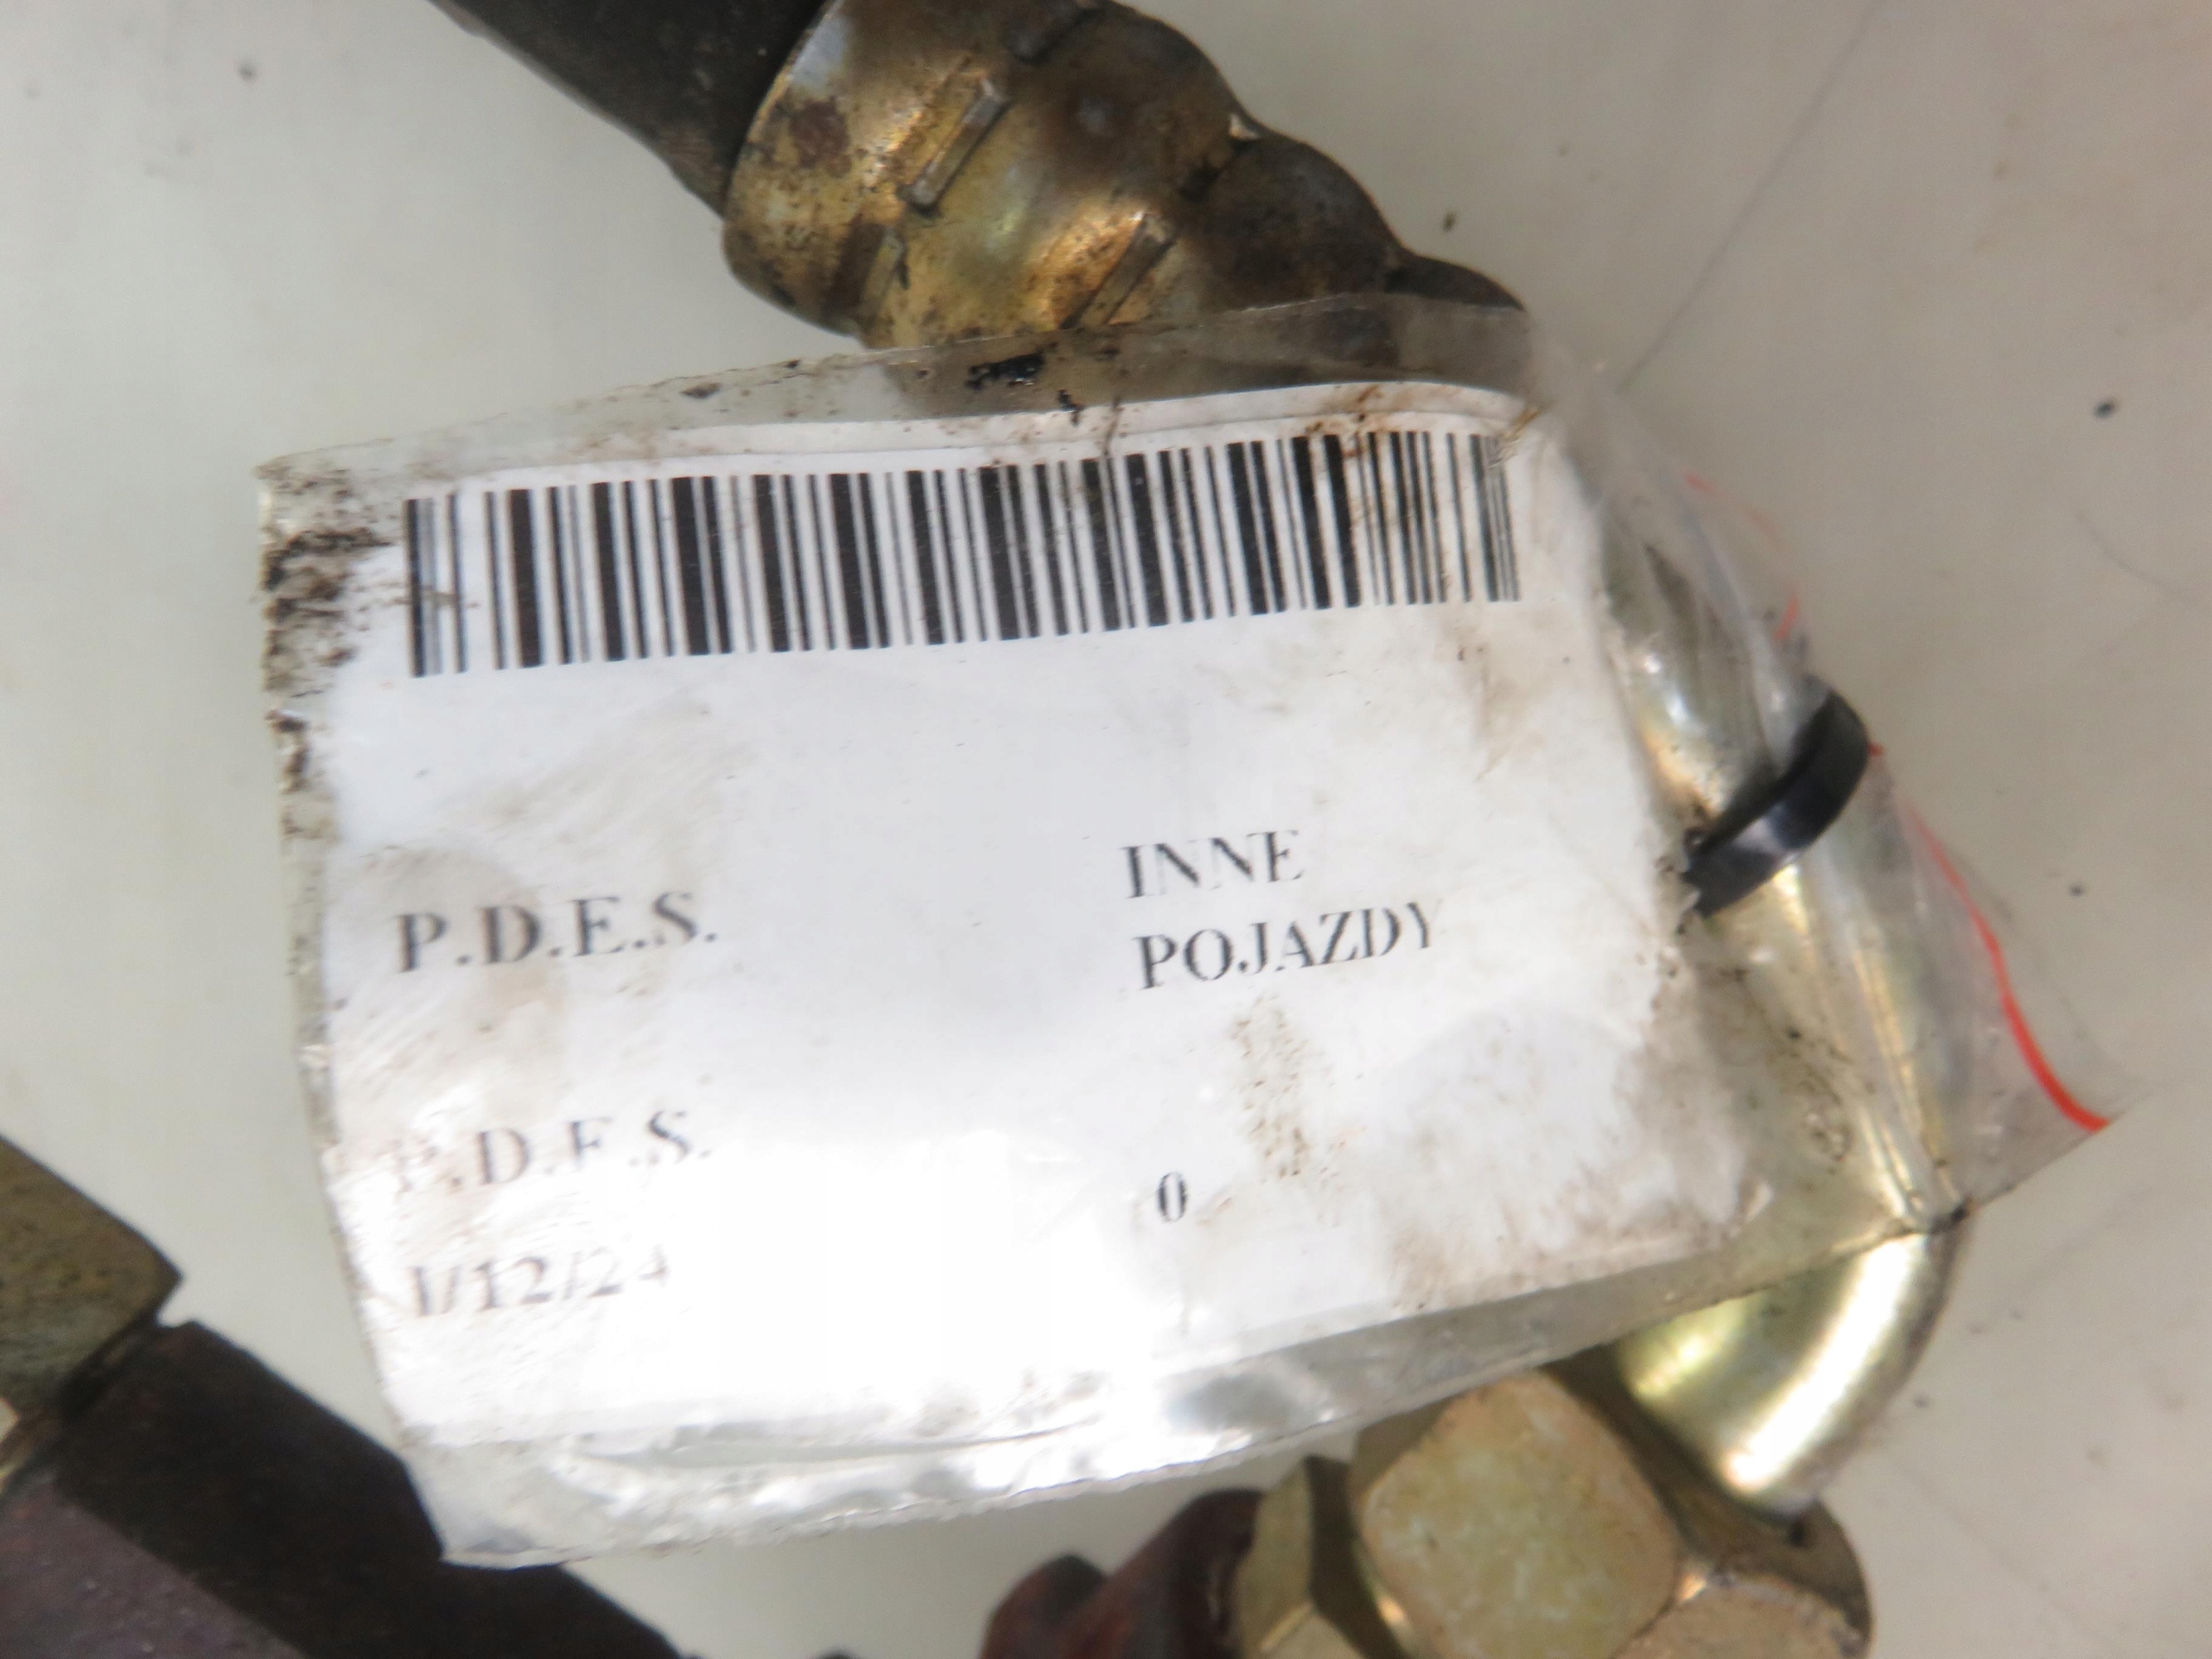 INNE
P.D.E.S.
POJAZDY
P.D.E.S.
0
1/12/24